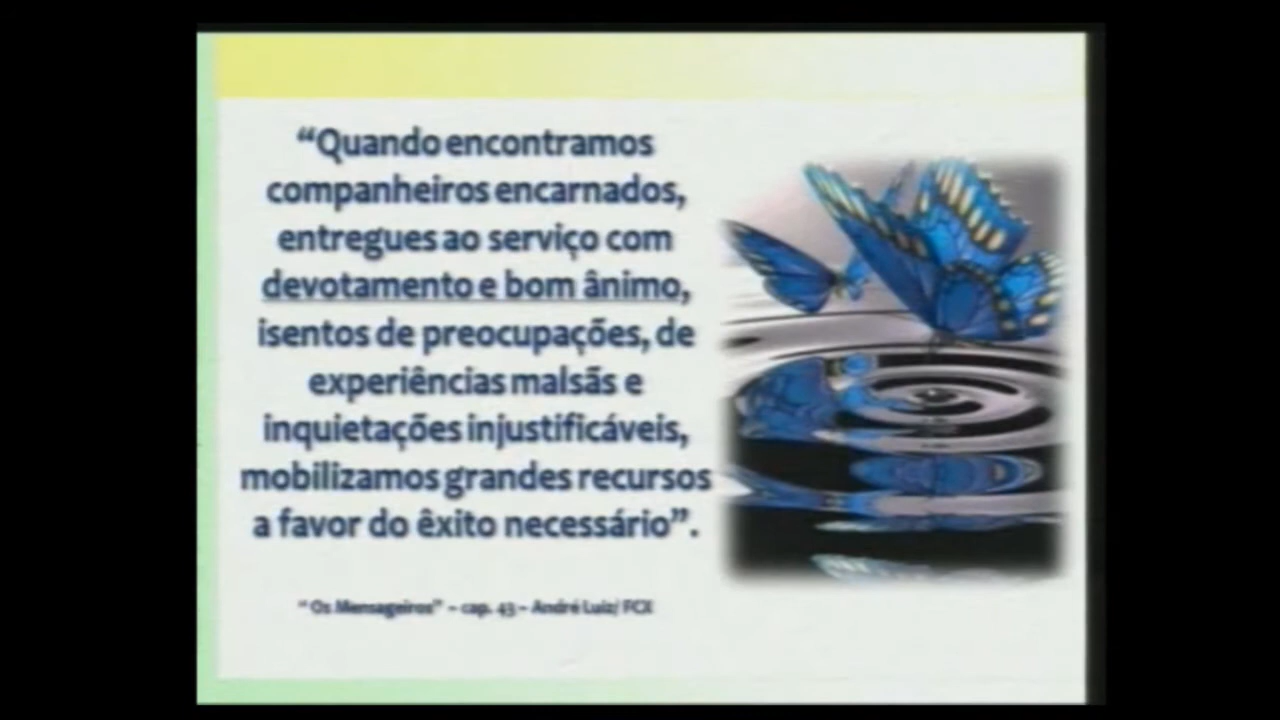 “Quando encontramos
companheiros encarnados,
entregues ao serviço com
devotamento e bom ânimo,
isentos de preocupações, de
experiências malsãs e
inquietações injustificáveis,
mobilizamos grandes recursos
a favor do êxito necessário”.
“ Os Mensageiros” – cap. 43 – André Luiz/ FCX